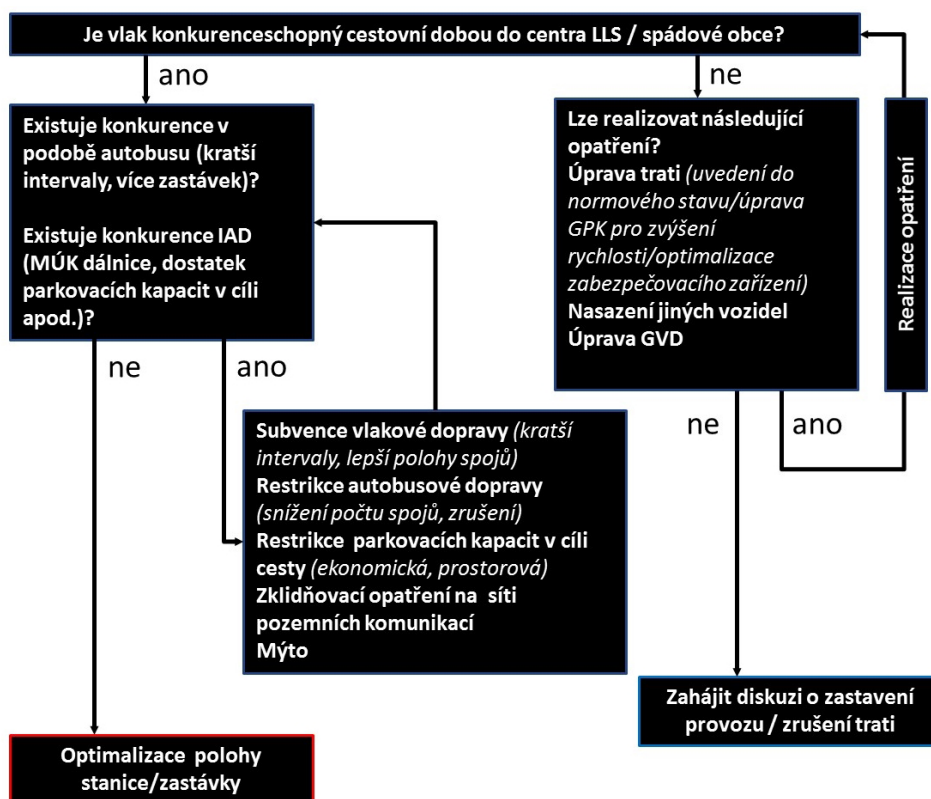 Je vlak konkurenceschopný cestovní dobou do centra LLS / spádové obce?
ano
ne
Existuje konkurence v
podobě autobusu (kratší
intervaly, více zastávek)?
Existuje konkurence IAD
(MÚK dálnice, dostatek
parkovacích kapacit v cíli
apod.)?
Lze realizovat následující
opatření?
Úprava trati (uvedení do
normového stavu/úprava
GPK pro zvýšení
rychlosti/optimalizace
zabezpečovacího zařízení)
Nasazení jiných vozidel
Úprava GVD
Realizace opatření
ne
ano
ne
ano
Subvence vlakové dopravy (kratší
intervaly, lepší polohy spojů)
Restrikce autobusové dopravy
(snížení počtu spojů, zrušení)
Restrikce parkovacích kapacit v cíli
cesty (ekonomická, prostorová)
Zklidňovací opatření na síti
pozemních komunikací
Mýto
Zahájit diskuzi o zastavení
provozu / zrušení trati
Optimalizace polohy
stanice/zastávky